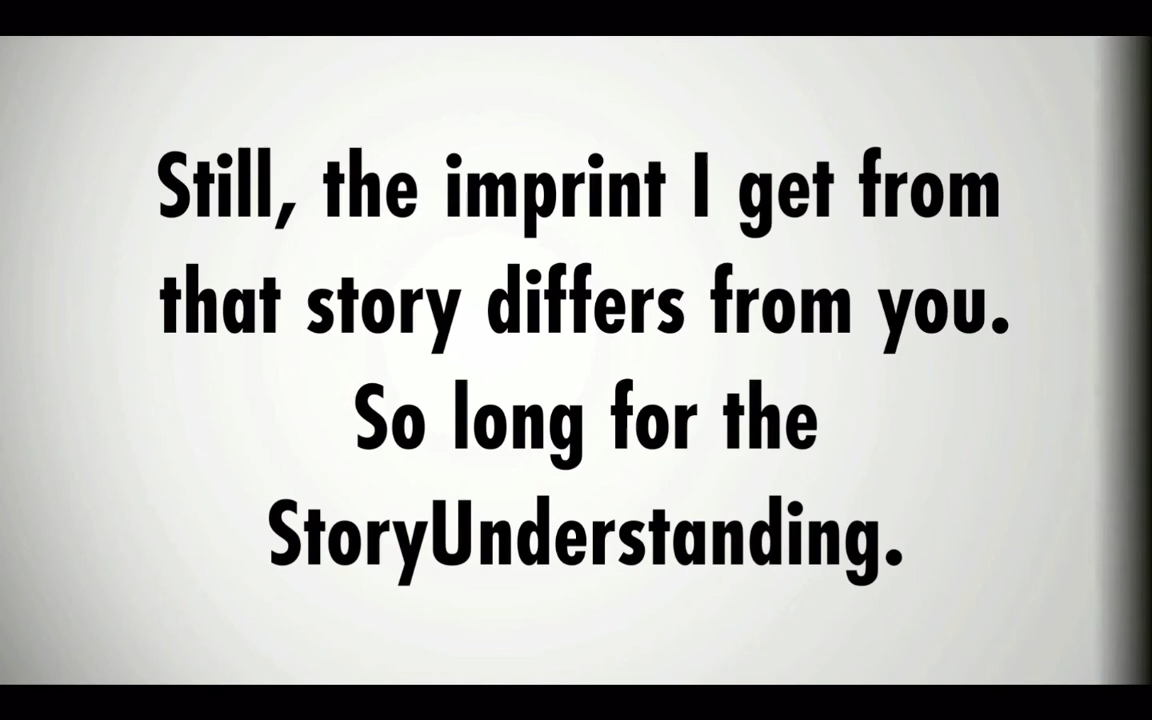 Still, the imprint I get from
that story differs from you.
So long for the
StoryUnderstanding.